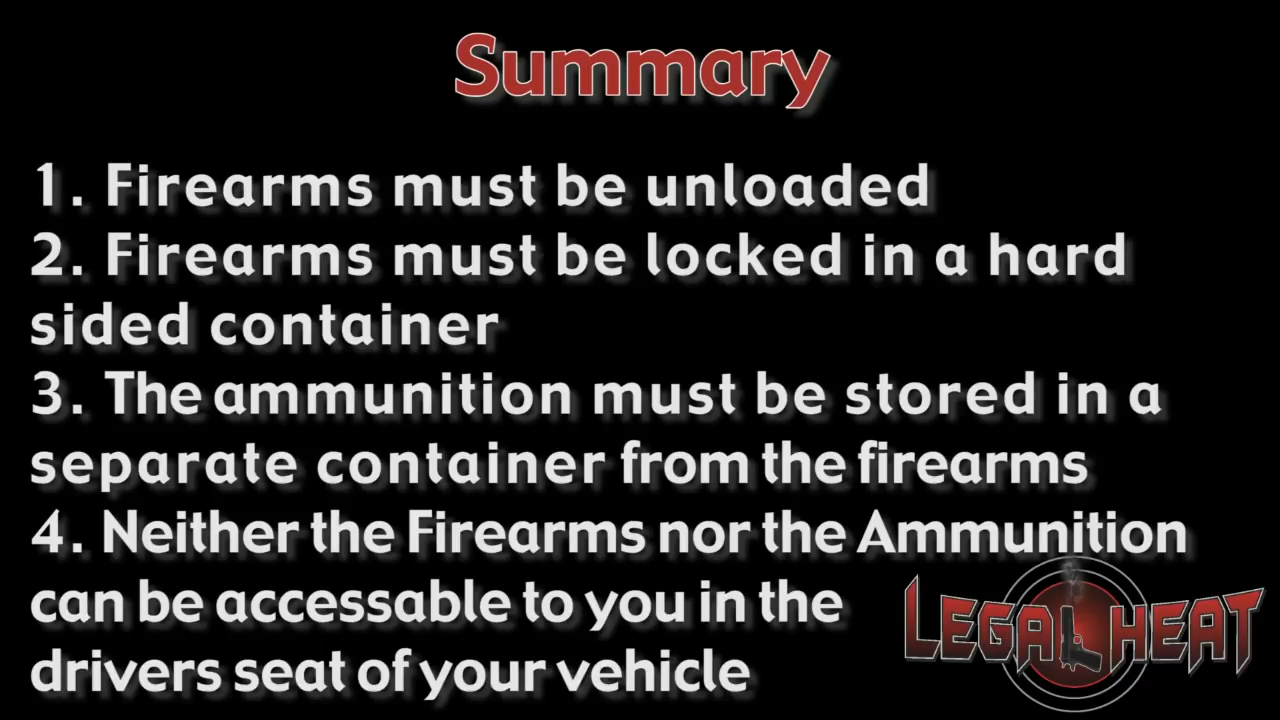 Summary
1. Firearms must be unloaded
2. Firearms must be locked in a hard
sided container
3. The ammunition must be stored in a
separate container from the firearms
4. Neither the Firearms nor the Ammunition
can be accessable to you in the
drivers seat of your vehicle
LEGAL HEAT